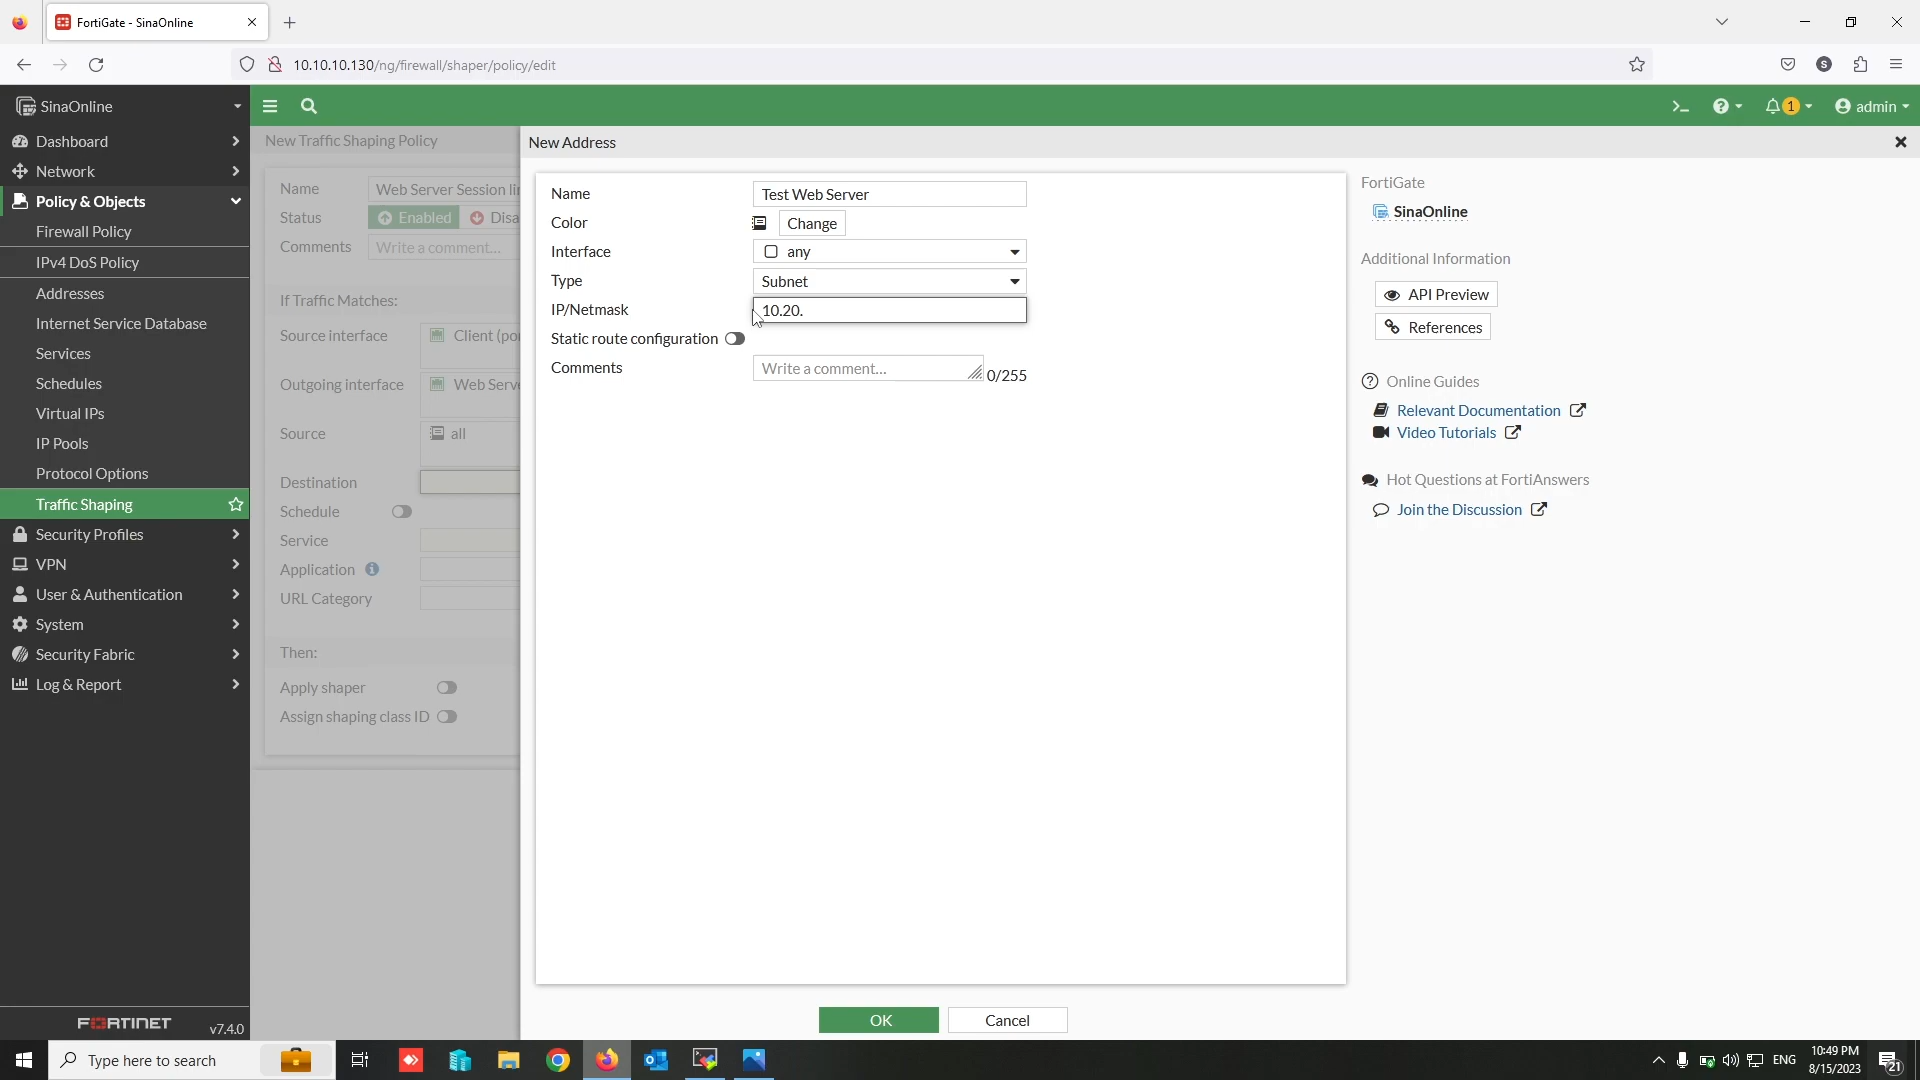 FortiGate - SinaOnline
10.10.10.130/ng/firewall/shaper/policy/edit
S
SinaOnline
1
admin
Dashboard
Network
Policy & Objects
Firewall Policy
IPv4 DoS Policy
Addresses
Internet Service Database
Services
Schedules
Virtual IPs
IP Pools
Protocol Options
Traffic Shaping
Security Profiles
VPN
User & Authentication
System
Security Fabric
Log & Report
FORTINET v7.4.0
New Traffic Shaping Policy
Name Web Server Session lin
Status Enabled Disa
Comments Write a comment...
If Traffic Matches:
Source interface Client (por
Outgoing interface Web Serve
Source all
Destination
Schedule
Service
Application
URL Category
Then:
Apply shaper
Assign shaping class ID
New Address
Name Test Web Server
Color Change
Interface any
Type Subnet
IP/Netmask 10.20.
Static route configuration
Comments Write a comment... 0/255
OK Cancel
FortiGate
SinaOnline
Additional Information
API Preview
References
Online Guides
Relevant Documentation
Video Tutorials
Hot Questions at FortiAnswers
Join the Discussion
Type here to search
ENG
10:49 PM
8/15/2023
21